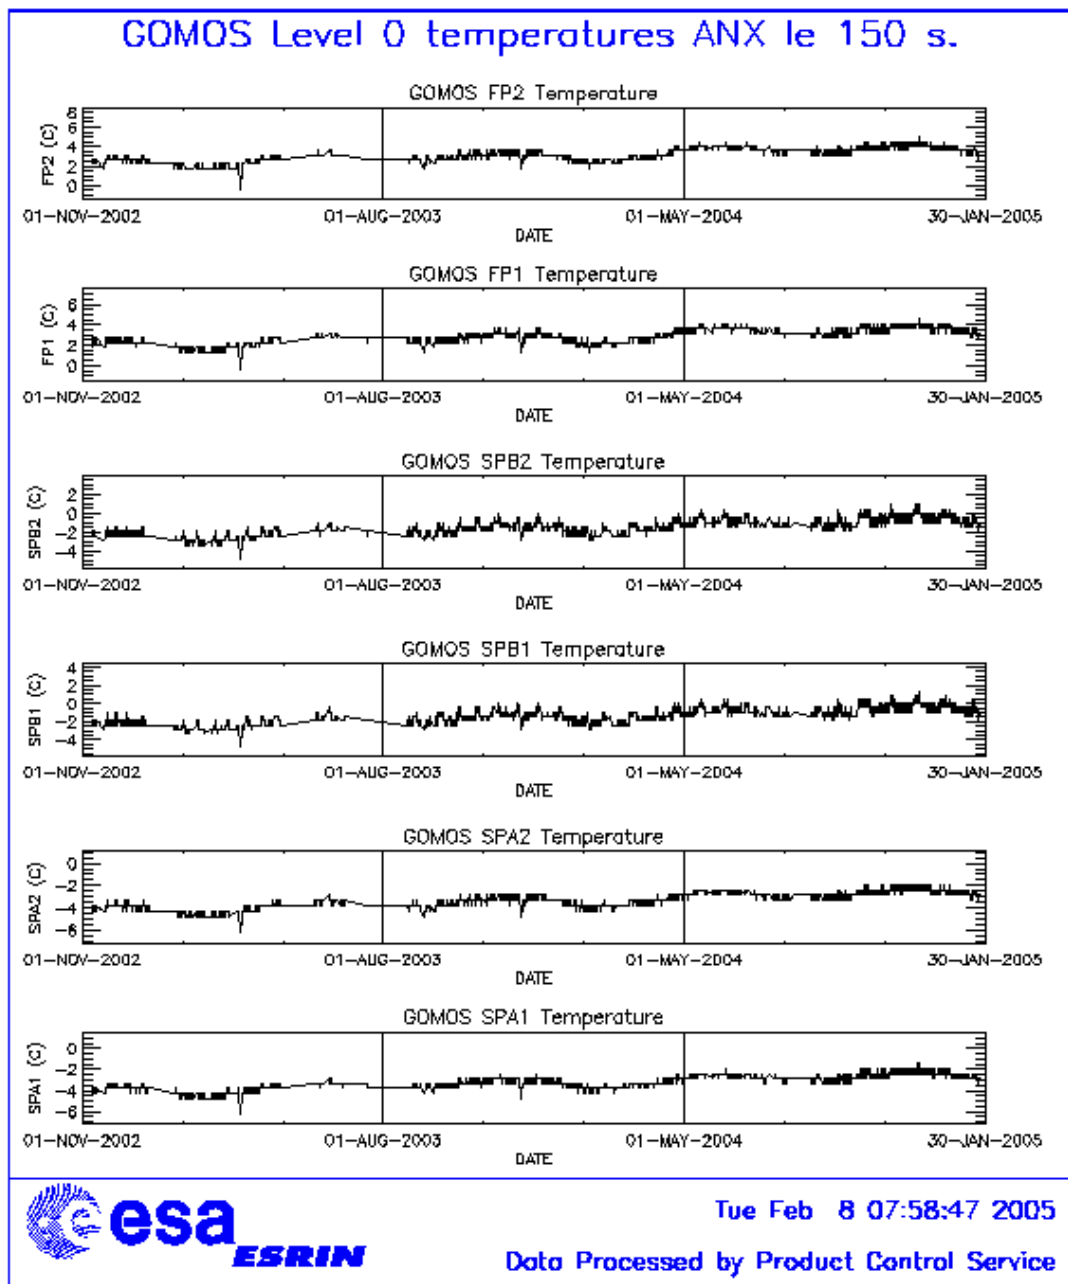 GOMOS Level 0 temperatures ANX le 150 s.
GOMOS FP2 Temperature
FP2 (C)
8
6
4
2
0
01-NOV-2002 01-AUG-2003 01-MAY-2004 30-JAN-2005
DATE
GOMOS FP1 Temperature
FP1 (C)
6
4
2
0
01-NOV-2002 01-AUG-2003 01-MAY-2004 30-JAN-2005
DATE
GOMOS SPB2 Temperature
SPB2 (C)
2
0
-2
-4
01-NOV-2002 01-AUG-2003 01-MAY-2004 30-JAN-2005
DATE
GOMOS SPB1 Temperature
SPB1 (C)
4
2
0
-2
-4
01-NOV-2002 01-AUG-2003 01-MAY-2004 30-JAN-2005
DATE
GOMOS SPA2 Temperature
SPA2 (C)
0
-2
-4
-6
01-NOV-2002 01-AUG-2003 01-MAY-2004 30-JAN-2005
DATE
GOMOS SPA1 Temperature
SPA1 (C)
0
-2
-4
-6
01-NOV-2002 01-AUG-2003 01-MAY-2004 30-JAN-2005
DATE
esa
ESRIN
Tue Feb 8 07:58:47 2005
Data Processed by Product Control Service